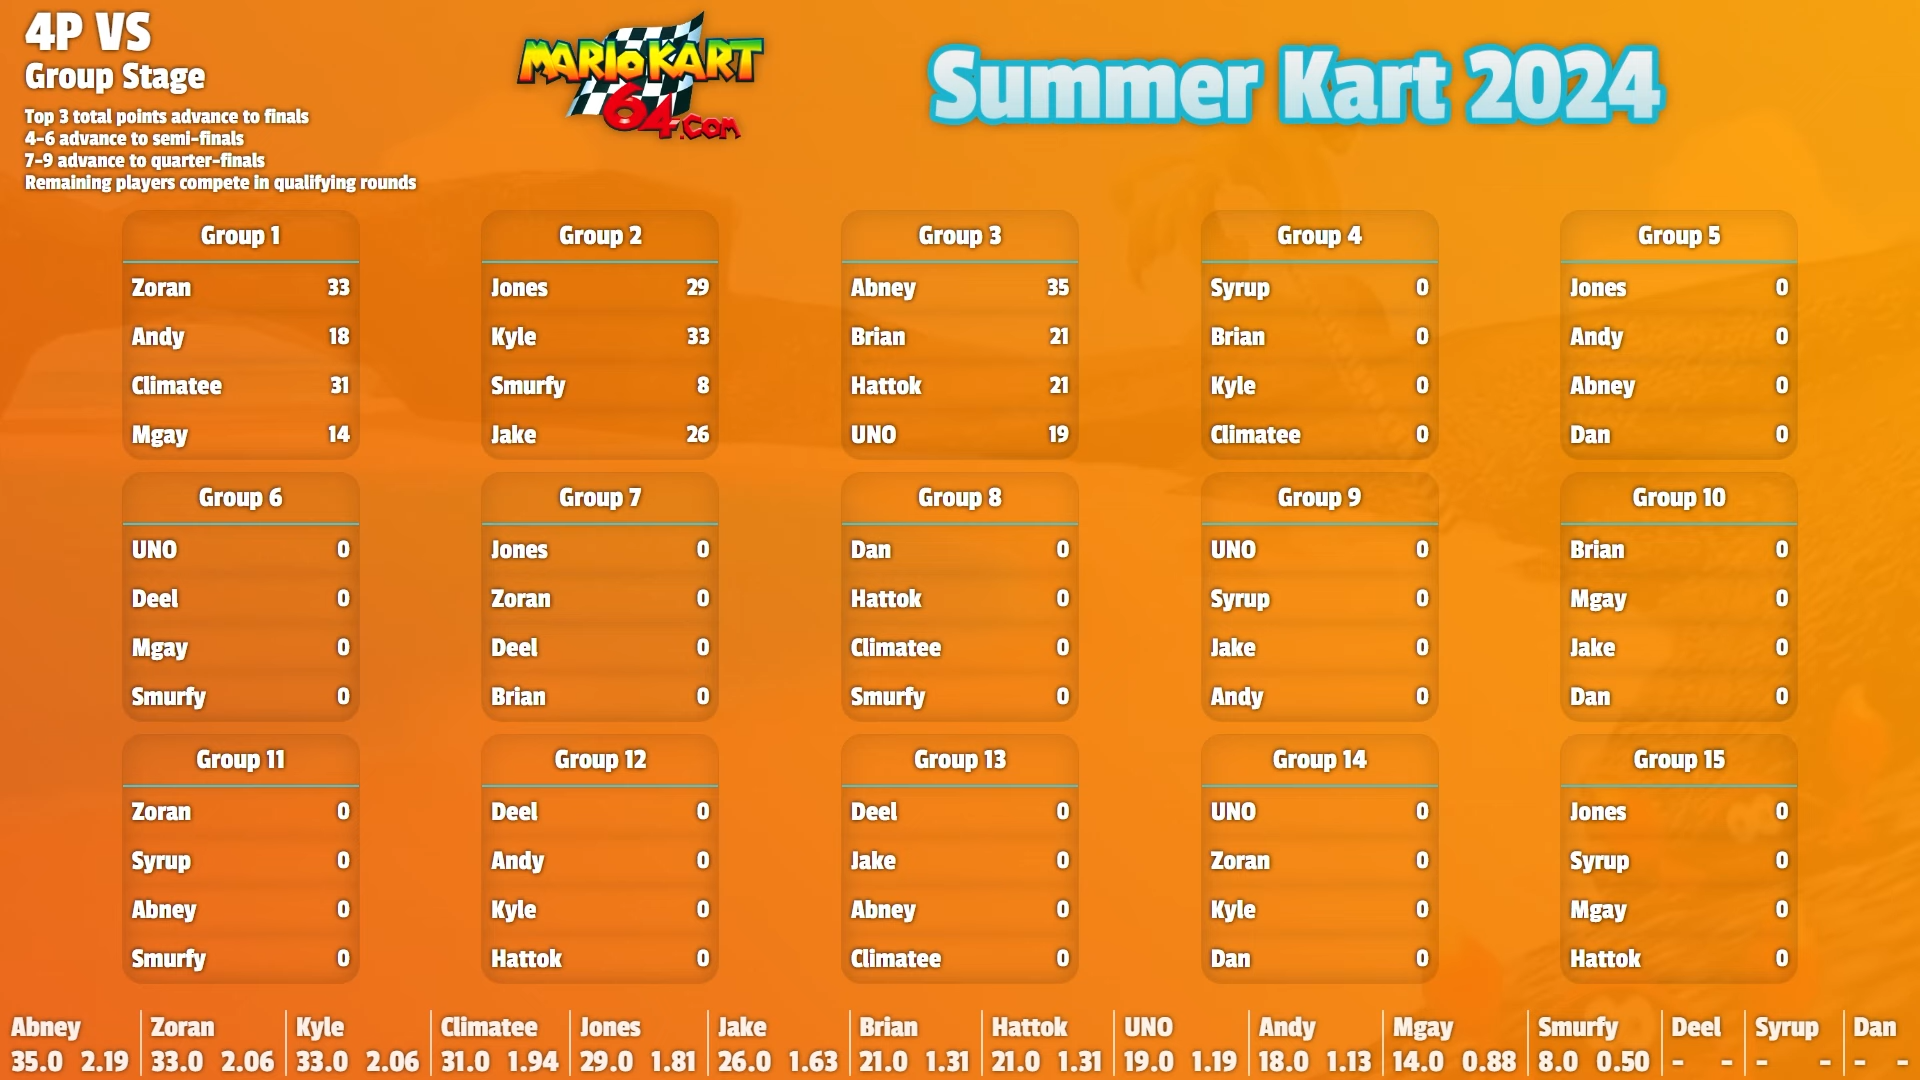 4P VS
Group Stage
Top 3 total points advance to finals
4-6 advance to semi-finals
7-9 advance to quarter-finals
Remaining players compete in qualifying rounds
MARIO KART
64.COM
Summer Kart 2024
Group 1
Zoran 33
Andy 18
Climatee 31
Mgay 14
Group 2
Jones 29
Kyle 33
Smurfy 8
Jake 26
Group 3
Abney 35
Brian 21
Hattok 21
UNO 19
Group 4
Syrup 0
Brian 0
Kyle 0
Climatee 0
Group 5
Jones 0
Andy 0
Abney 0
Dan 0
Group 6
UNO 0
Deel 0
Mgay 0
Smurfy 0
Group 7
Jones 0
Zoran 0
Deel 0
Brian 0
Group 8
Dan 0
Hattok 0
Climatee 0
Smurfy 0
Group 9
UNO 0
Syrup 0
Jake 0
Andy 0
Group 10
Brian 0
Mgay 0
Jake 0
Dan 0
Group 11
Zoran 0
Syrup 0
Abney 0
Smurfy 0
Group 12
Deel 0
Andy 0
Kyle 0
Hattok 0
Group 13
Deel 0
Jake 0
Abney 0
Climatee 0
Group 14
UNO 0
Zoran 0
Kyle 0
Dan 0
Group 15
Jones 0
Syrup 0
Mgay 0
Hattok 0
Abney
35.0 2.19
Zoran
33.0 2.06
Kyle
33.0 2.06
Climatee
31.0 1.94
Jones
29.0 1.81
Jake
26.0 1.63
Brian
21.0 1.31
Hattok
21.0 1.31
UNO
19.0 1.19
Andy
18.0 1.13
Mgay
14.0 0.88
Smurfy
8.0 0.50
Deel
- -
Syrup
- -
Dan
- -